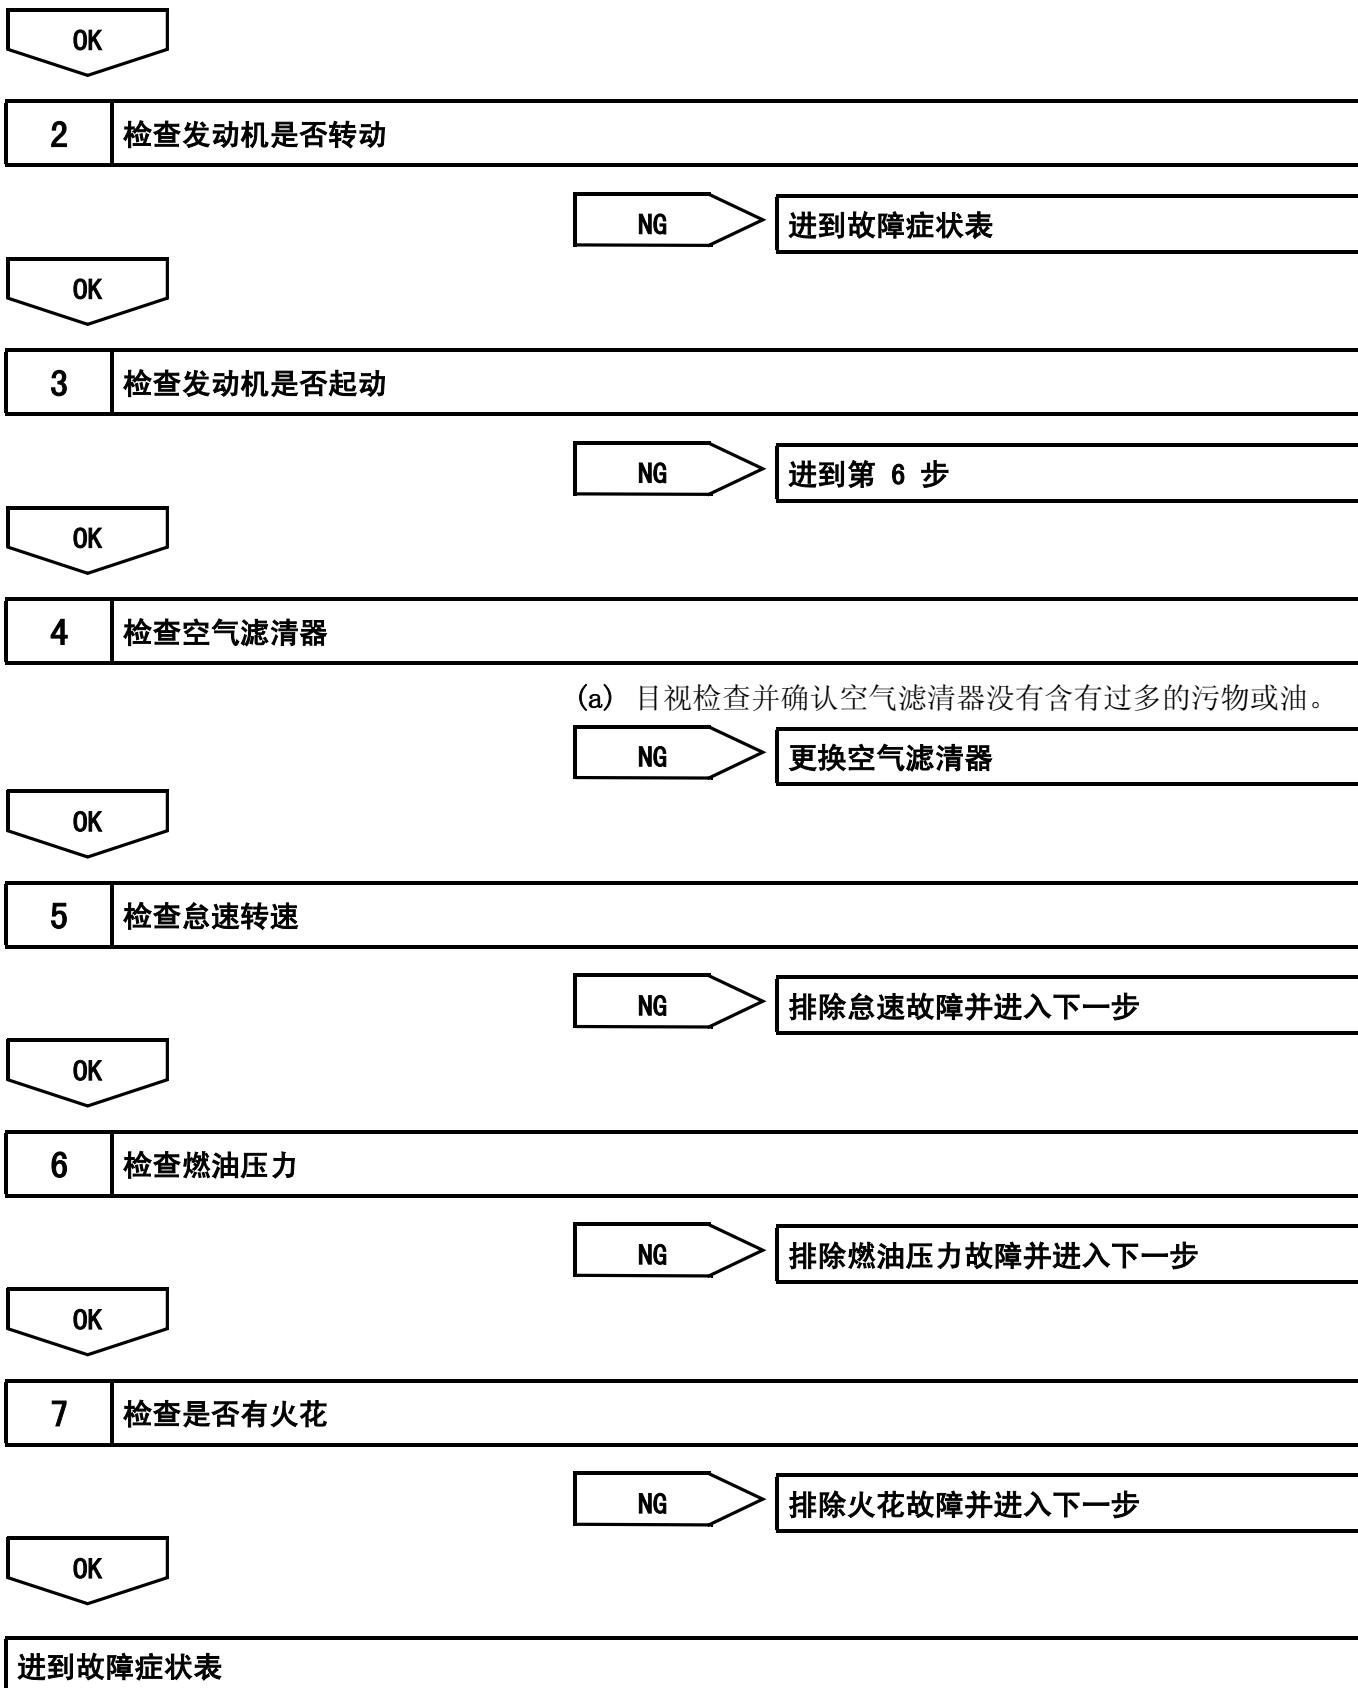 OK
2 检查发动机是否转动
NG 进到故障症状表
OK
3 检查发动机是否起动
NG 进到第 6 步
OK
4 检查空气滤清器
(a) 目视检查并确认空气滤清器没有含有过多的污物或油。
NG 更换空气滤清器
OK
5 检查怠速转速
NG 排除怠速故障并进入下一步
OK
6 检查燃油压力
NG 排除燃油压力故障并进入下一步
OK
7 检查是否有火花
NG 排除火花故障并进入下一步
OK
进到故障症状表